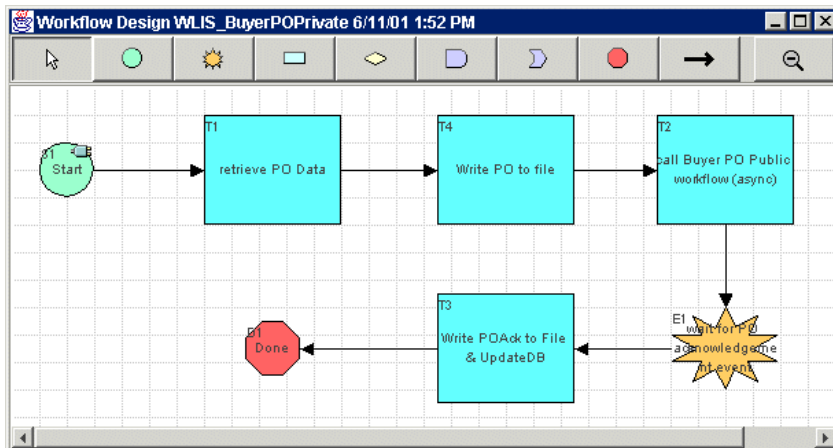 Workflow Design WLIS_BuyerPOPrivate 6/11/01 1:52 PM
S1
Start
T1
retrieve PO Data
T4
Write PO to file
T2
call Buyer PO Public
workflow (async)
E1
wait for PO
acknowledgeme
nt event
T3
Write POAck to File
& UpdateDB
D1
Done